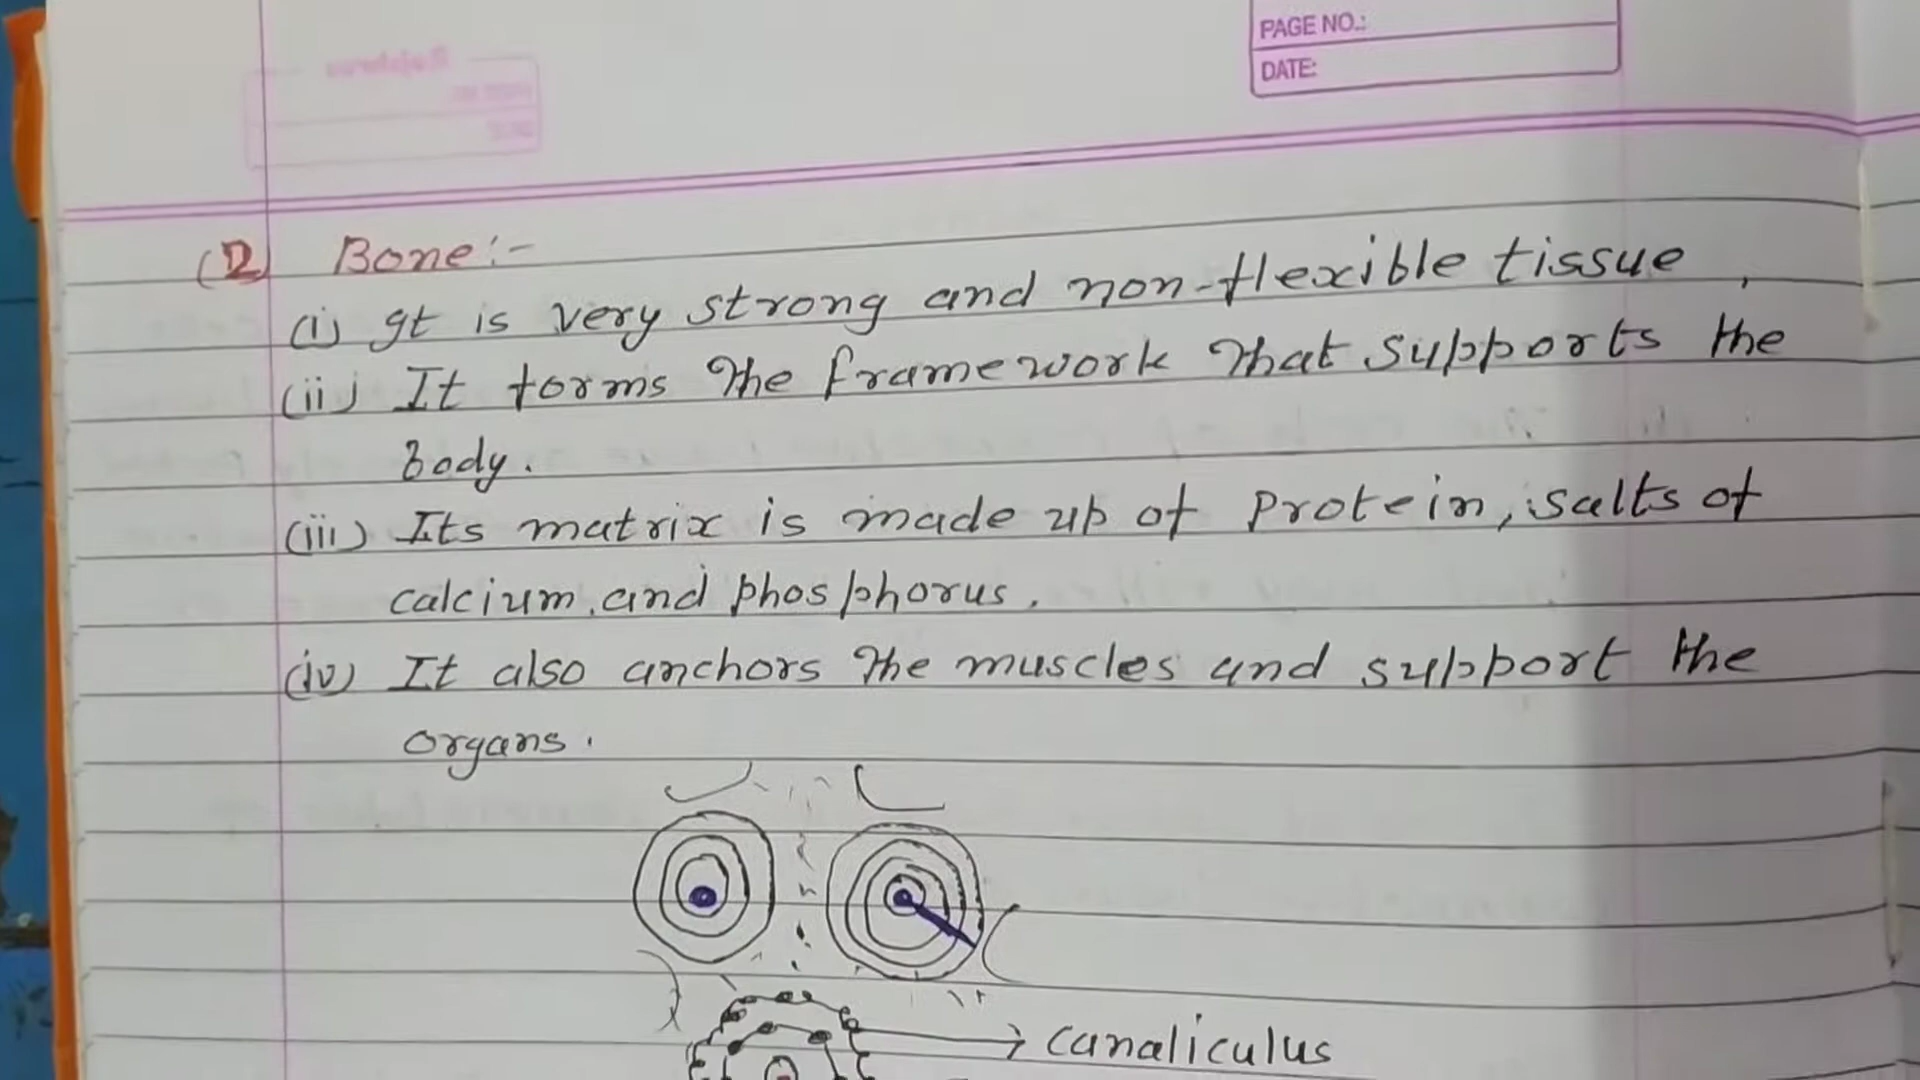 PAGE NO.:
DATE:
(2) Bone:-
(i) It is very strong and non-flexible tissue,
(ii) It forms the framework that supports the
Body.
(iii) Its matrix is made up of protein, salts of
calcium, and phosphorus.
(iv) It also anchors the muscles and support the
organs.
canaliculus